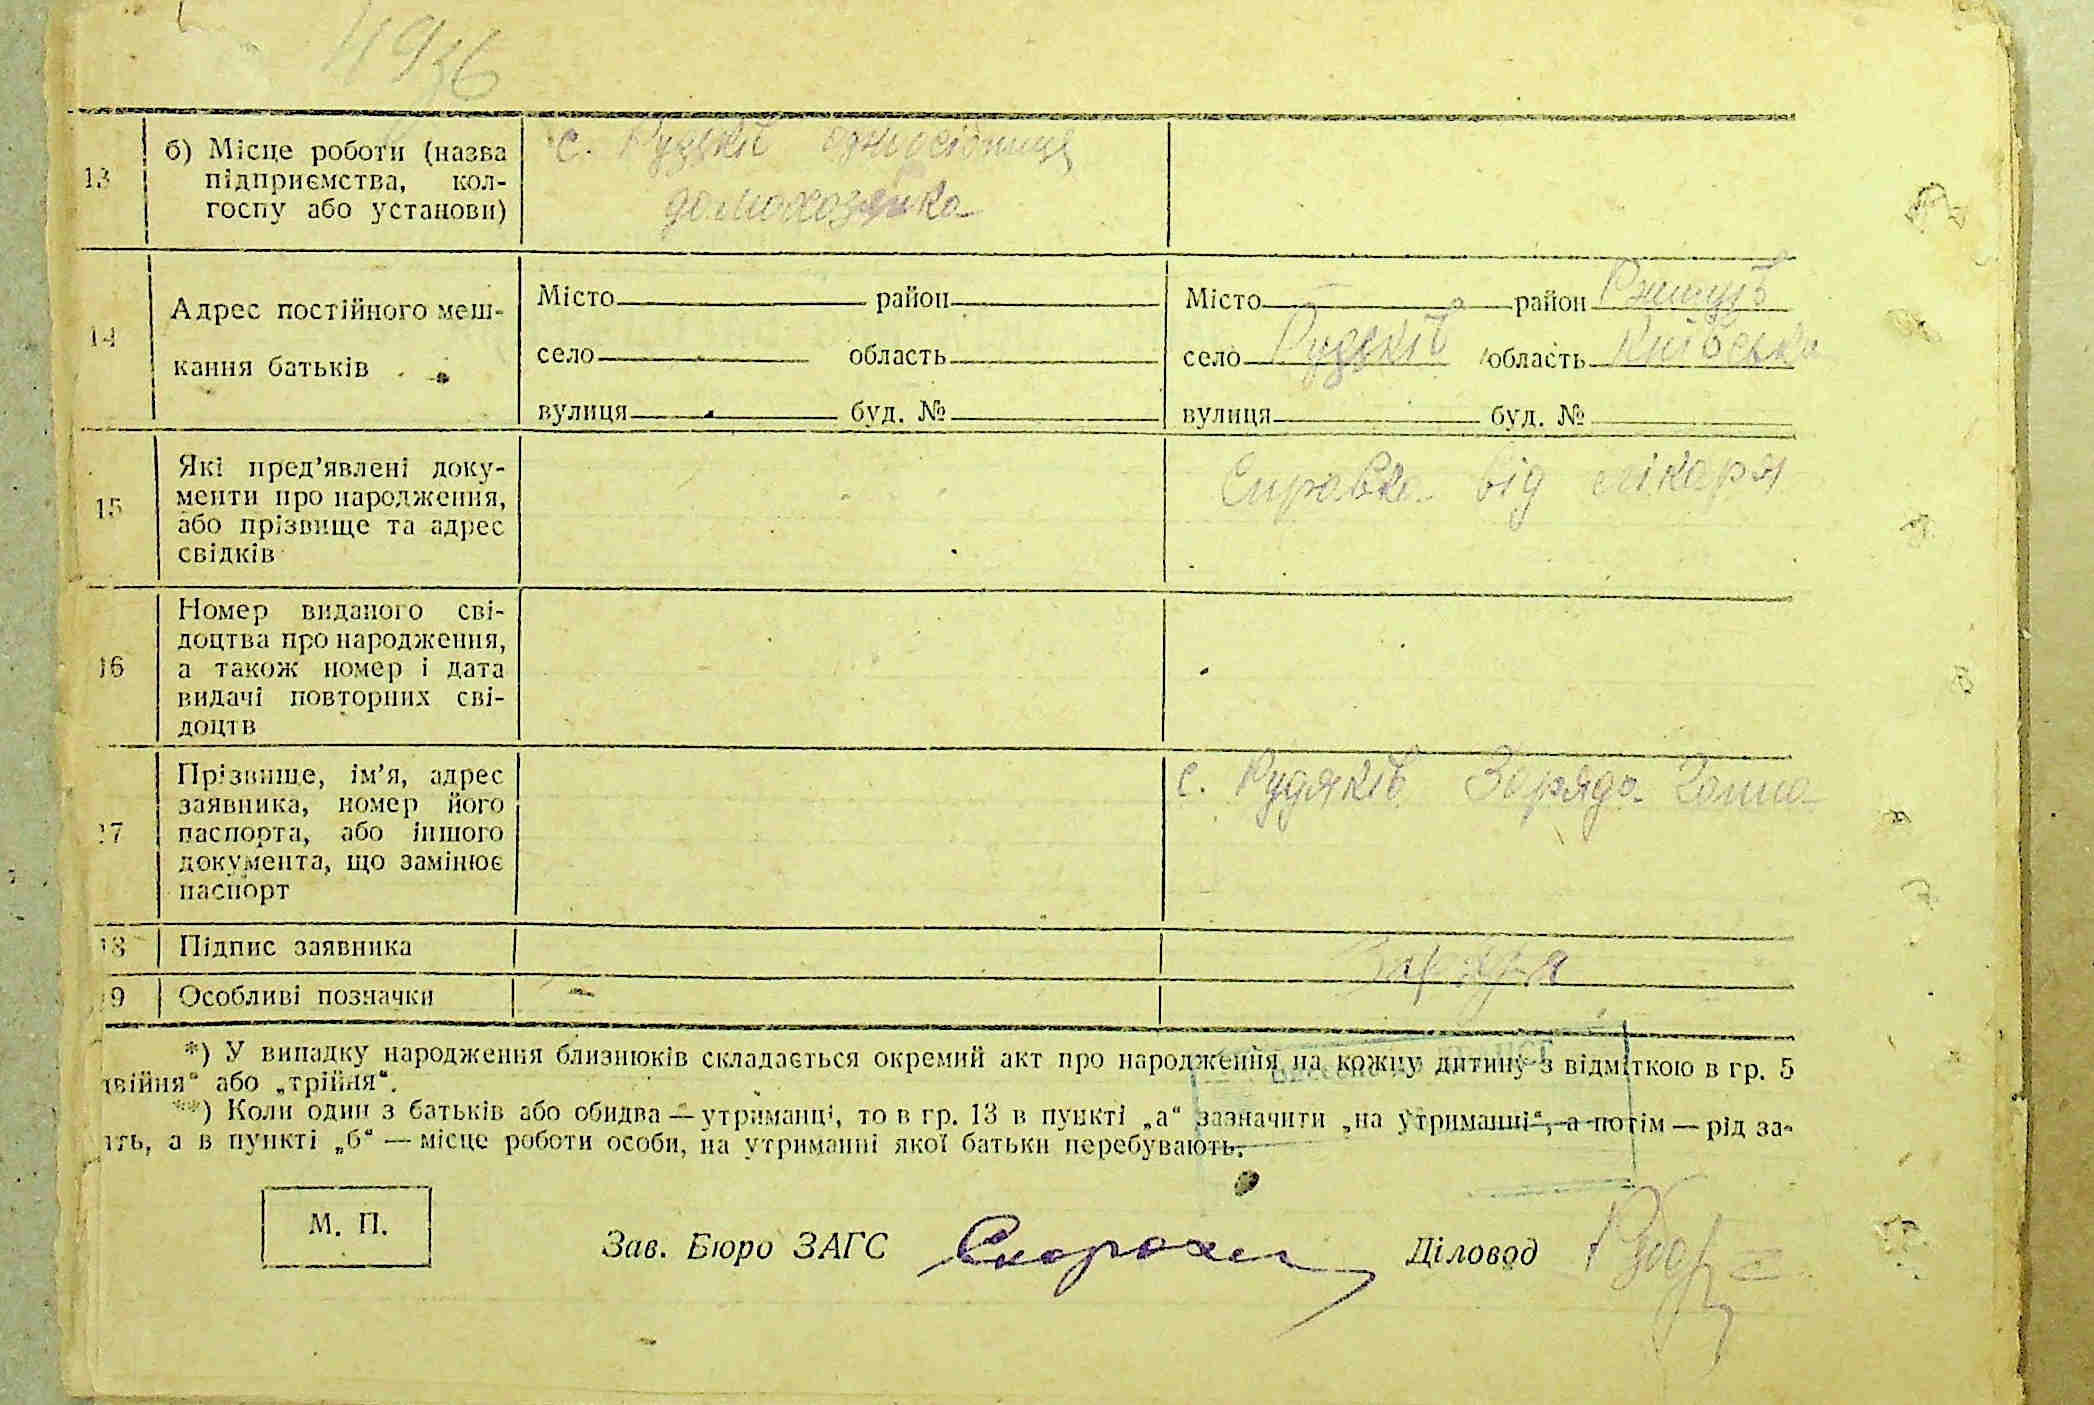 1936
13
б) Місце роботи (назва
підприємства, кол-
госпу або установи)
с. Рудяків одноосібниця
домохозяйка
14
Адрес постійного меш-
кання батьків
Місто район
село область
вулиця буд. №
Місто район Ржищів
село Рудяків область Київська
вулиця буд. №
15
Які пред’явлені доку-
менти про народження,
або прізвище та адрес
свідків
Справка від лікаря
16
Номер виданого сві-
доцтва про народження,
а також номер і дата
видачі повторних сві-
доцтв
17
Прізвище, ім’я, адрес
заявника, номер його
паспорта, або іншого
документа, що замінює
паспорт
с. Рудяків Заряда Ганна
18
Підпис заявника
19
Особливі позначки
*) У випадку народження близнюків складається окремий акт про народження на кожну дитину з відміткою в гр. 5
твійня“ або „трійня“.
**) Коли один з батьків або обидва — утриманці, то в гр. 13 в пункті „а“ зазначити „на утриманні“, а потім — рід за-
ять, а в пункті „б“ — місце роботи особи, на утриманні якої батьки перебувають.
М. П.
Зав. Бюро ЗАГС Діловод